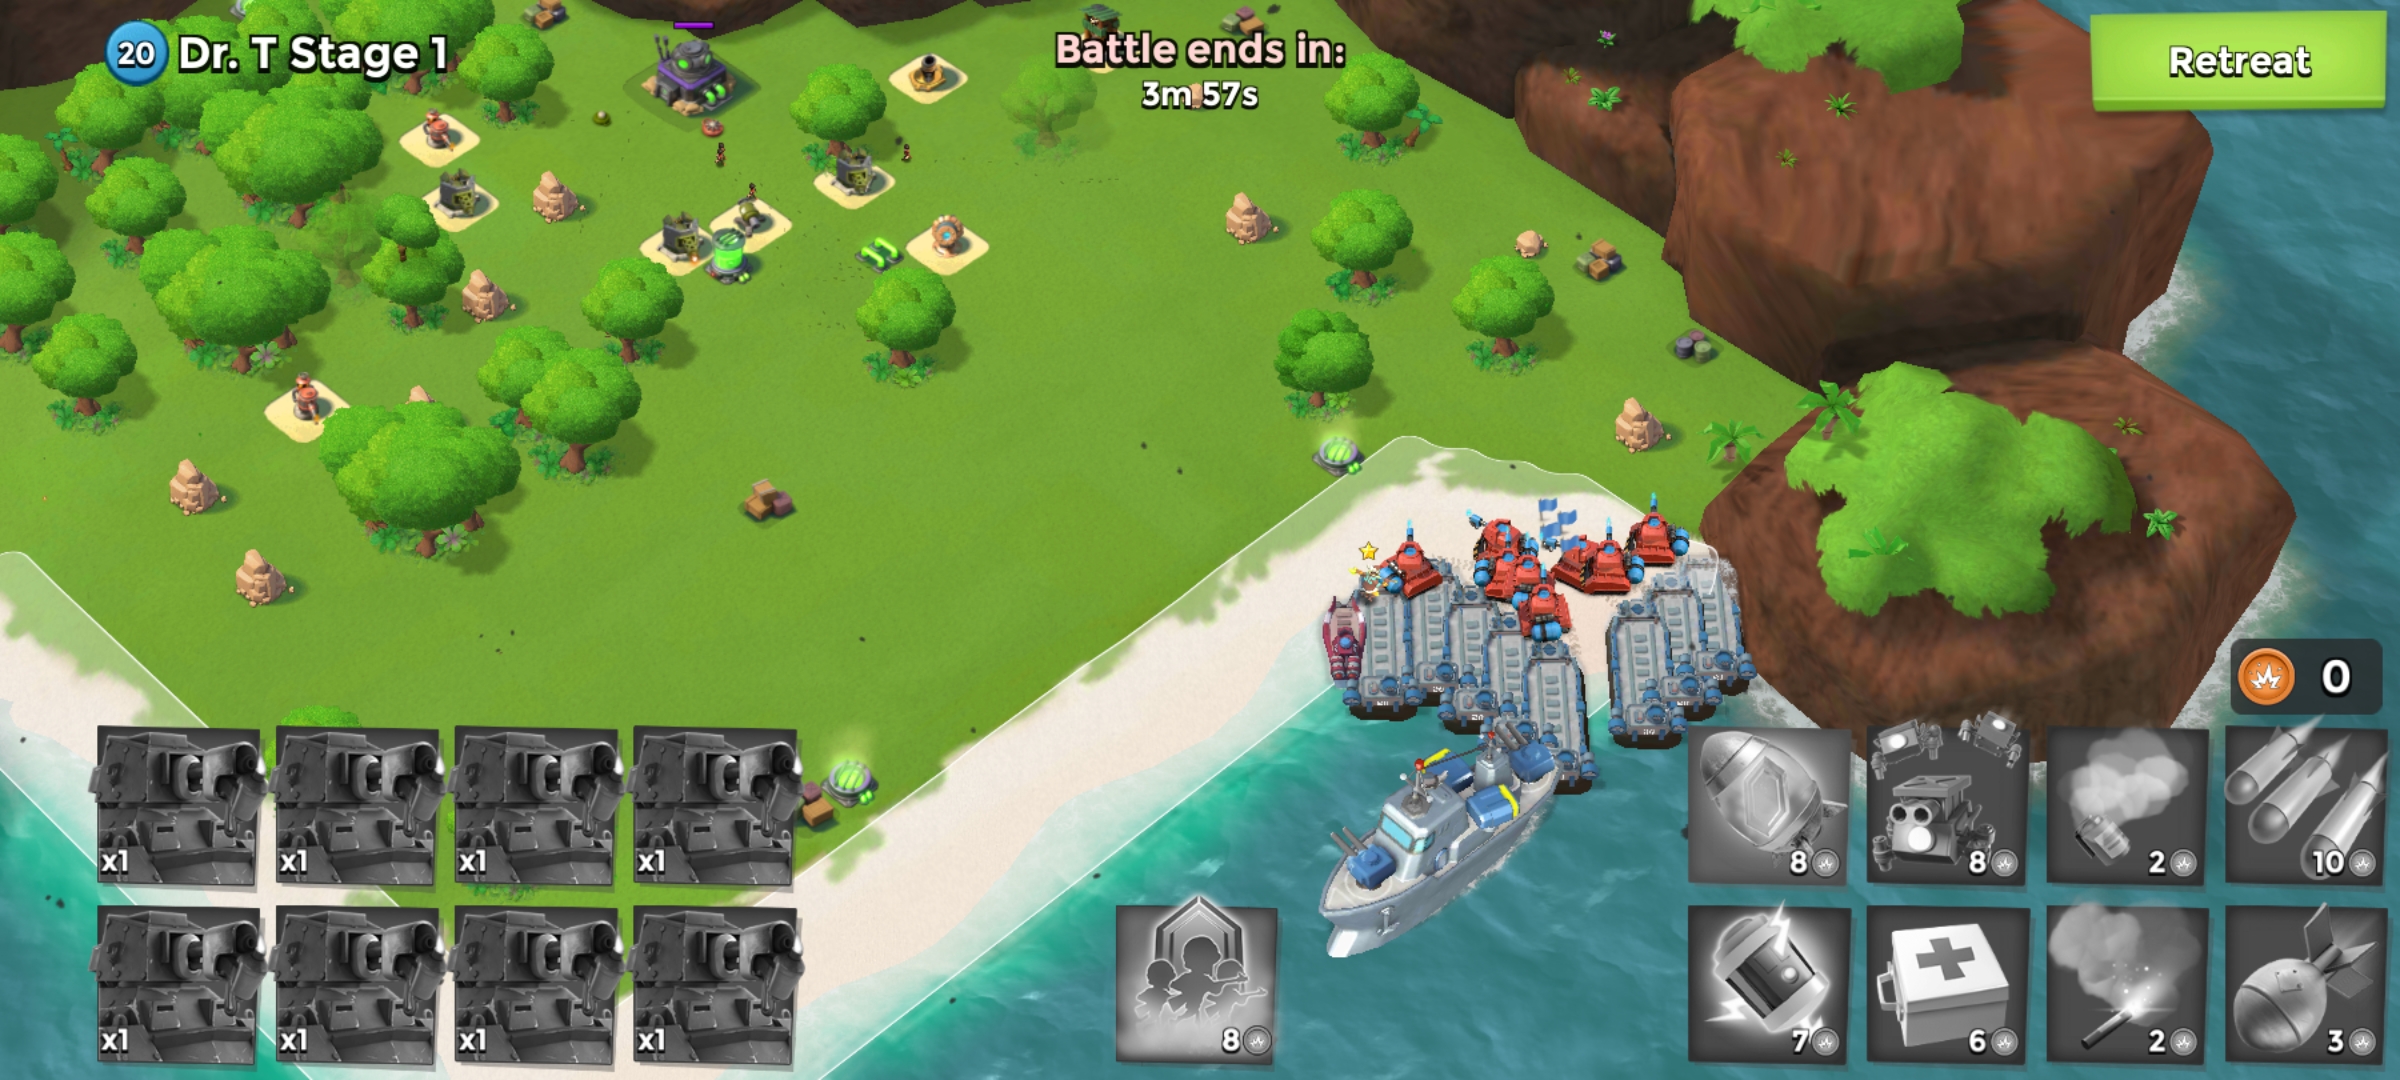 20 Dr. T Stage 1
Battle ends in:
3m 57s
Retreat
0
x1 x1 x1 x1
8 8 2 10
x1 x1 x1 x1
8
7 6 2 3